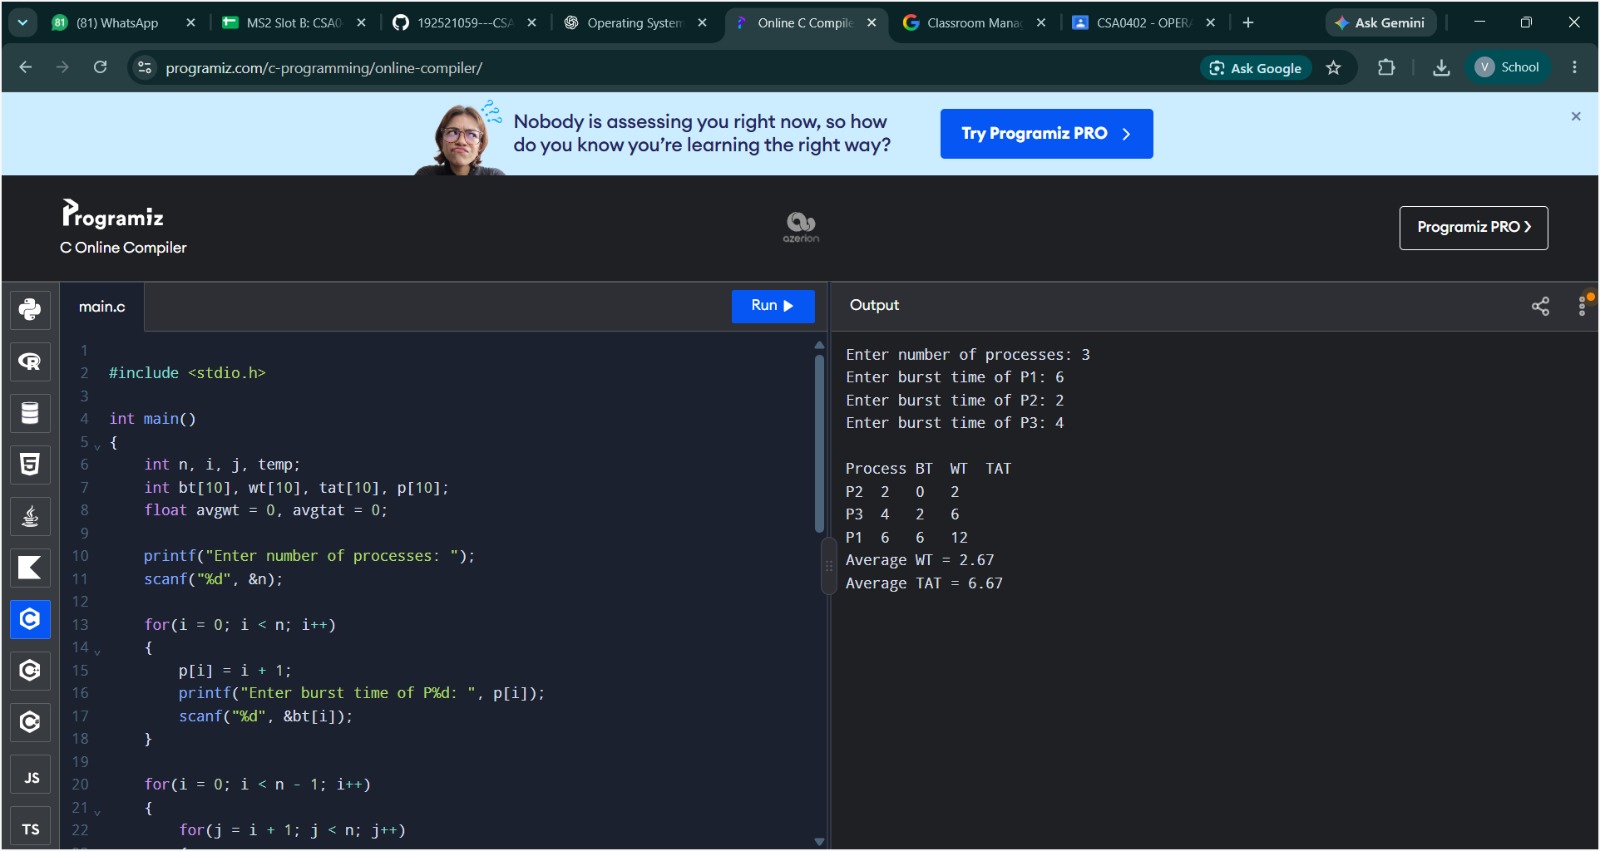 81 (81) WhatsApp
MS2 Slot B: CSA0
192521059---CSA
Operating System
Online C Compile
Classroom Mana
CSA0402 - OPERA
Ask Gemini
programiz.com/c-programming/online-compiler/
Ask Google
V School
Nobody is assessing you right now, so how
do you know you're learning the right way?
Try Programiz PRO >
Programiz
C Online Compiler
azerion
Programiz PRO >
main.c
Run
1
2 #include <stdio.h>
3
4 int main()
5 {
6 int n, i, j, temp;
7 int bt[10], wt[10], tat[10], p[10];
8 float avgwt = 0, avgtat = 0;
9
10 printf("Enter number of processes: ");
11 scanf("%d", &n);
12
13 for(i = 0; i < n; i++)
14 {
15 p[i] = i + 1;
16 printf("Enter burst time of P%d: ", p[i]);
17 scanf("%d", &bt[i]);
18 }
19
20 for(i = 0; i < n - 1; i++)
21 {
22 for(j = i + 1; j < n; j++)
JS
TS
Output
Enter number of processes: 3
Enter burst time of P1: 6
Enter burst time of P2: 2
Enter burst time of P3: 4
Process BT WT TAT
P2 2 0 2
P3 4 2 6
P1 6 6 12
Average WT = 2.67
Average TAT = 6.67